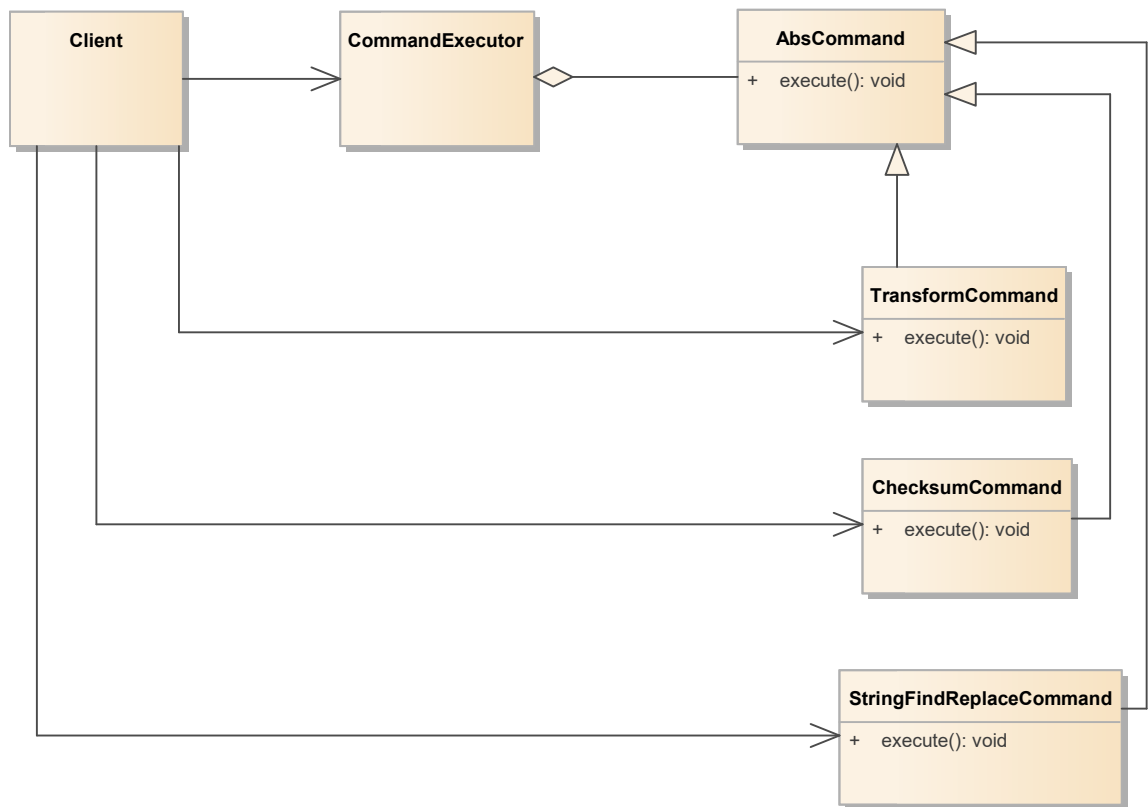 Client
CommandExecutor
AbsCommand
+ execute(): void
TransformCommand
+ execute(): void
ChecksumCommand
+ execute(): void
StringFindReplaceCommand
+ execute(): void